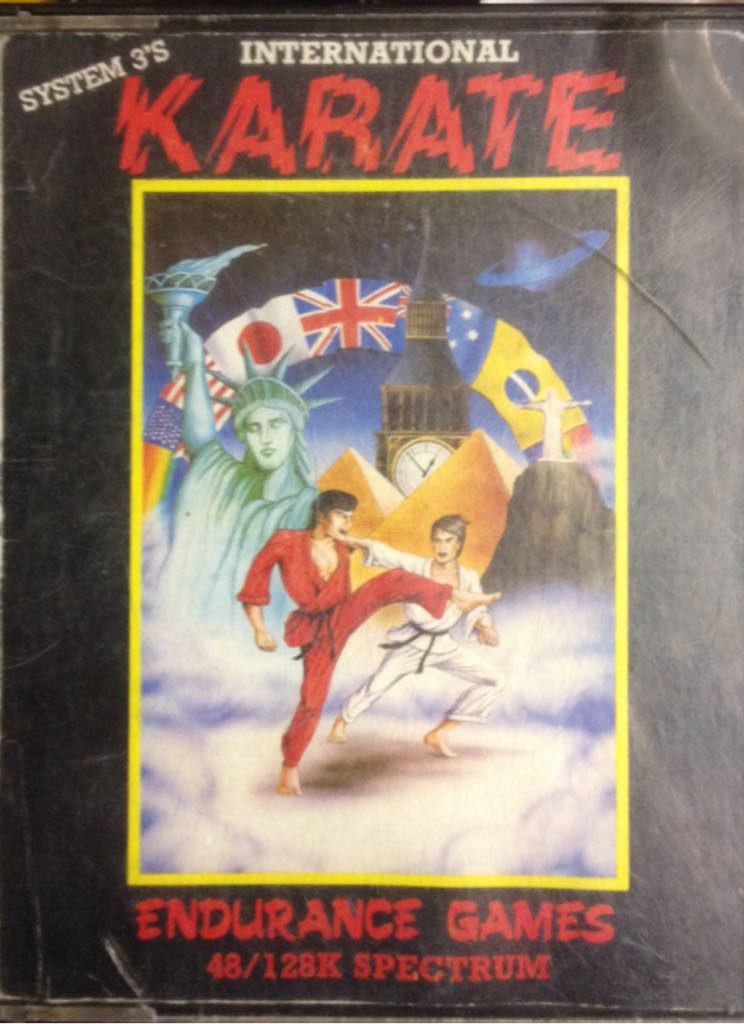 SYSTEM 3'S
INTERNATIONAL
KARATE
ENDURANCE GAMES
48/128K SPECTRUM